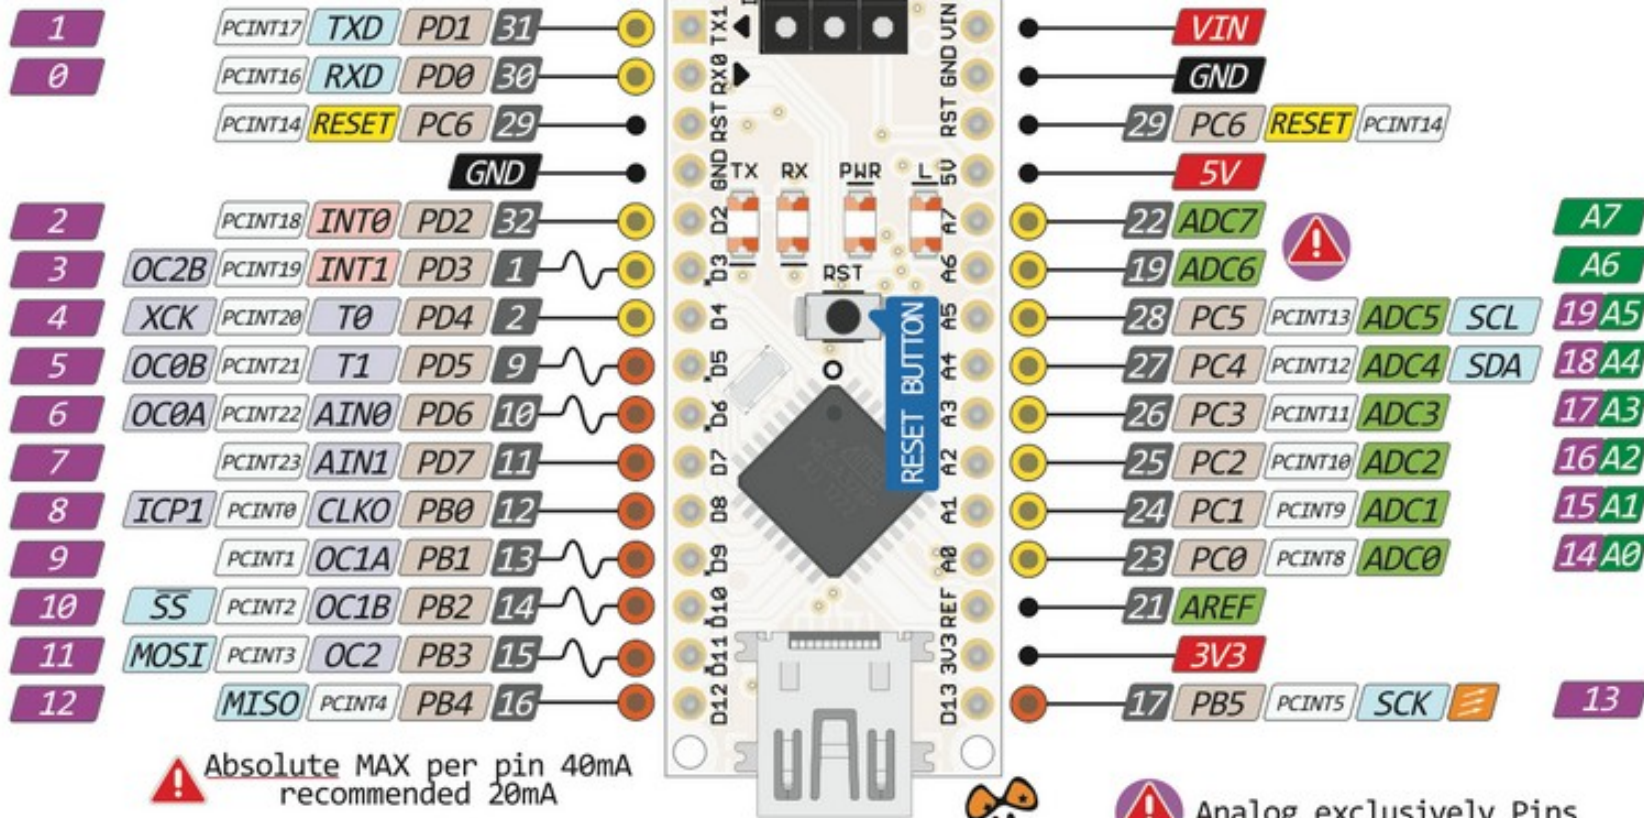 1 PCINT17 TXD PD1 31 TX1 VIN VIN
0 PCINT16 RXD PD0 30 RX0 GND GND
PCINT14 RESET PC6 29 RST RST 29 PC6 RESET PCINT14
GND GND TX RX PWR L 5V 5V
2 PCINT18 INT0 PD2 32 D2 A7 22 ADC7 A7
3 OC2B PCINT19 INT1 PD3 1 D3 RST A6 19 ADC6 A6
4 XCK PCINT20 T0 PD4 2 D4 A5 28 PC5 PCINT13 ADC5 SCL 19 A5
5 OC0B PCINT21 T1 PD5 9 D5 A4 27 PC4 PCINT12 ADC4 SDA 18 A4
RESET BUTTON
6 OC0A PCINT22 AIN0 PD6 10 D6 A3 26 PC3 PCINT11 ADC3 17 A3
7 PCINT23 AIN1 PD7 11 D7 A2 25 PC2 PCINT10 ADC2 16 A2
8 ICP1 PCINT0 CLKO PB0 12 D8 A1 24 PC1 PCINT9 ADC1 15 A1
9 PCINT1 OC1A PB1 13 D9 A0 23 PC0 PCINT8 ADC0 14 A0
10 SS PCINT2 OC1B PB2 14 D10 REF 21 AREF
11 MOSI PCINT3 OC2 PB3 15 D11 3V3 3V3
12 MISO PCINT4 PB4 16 D12 D13 17 PB5 PCINT5 SCK 13
Absolute MAX per pin 40mA
recommended 20mA
Analog exclusively Pins